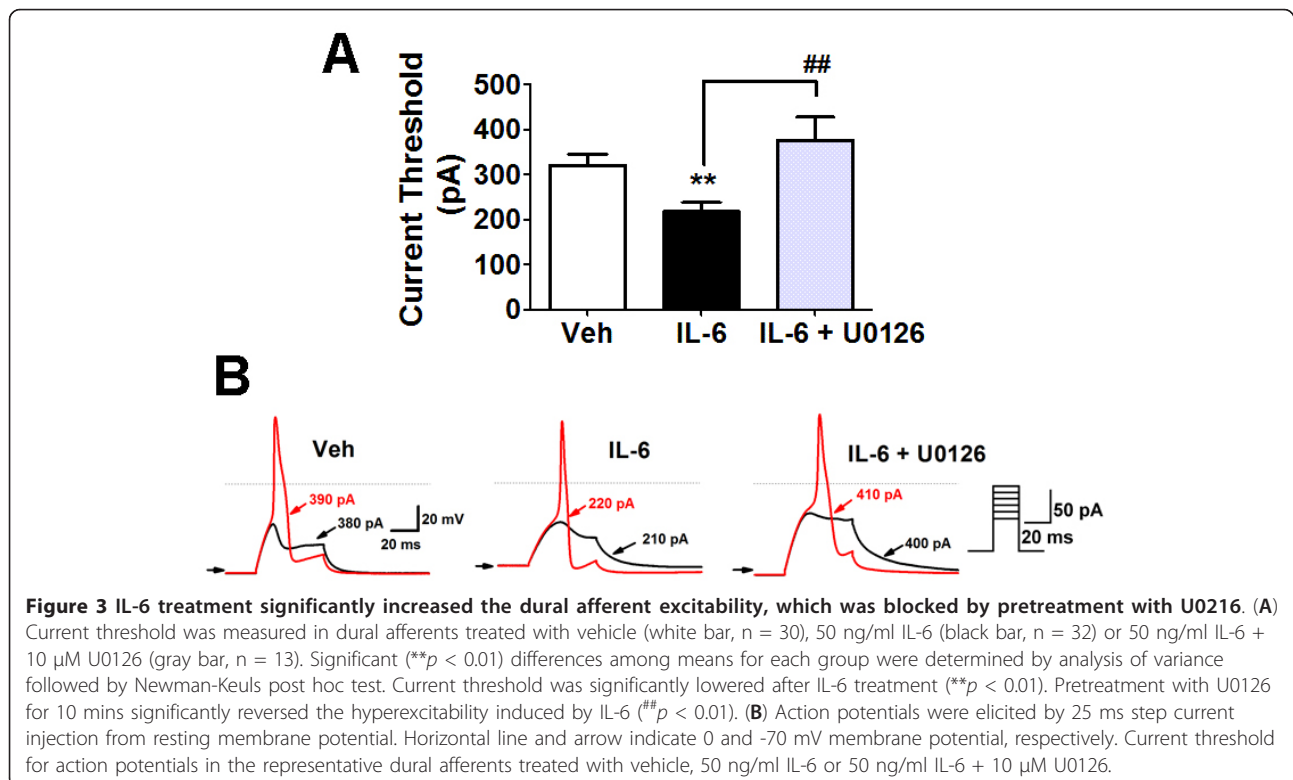 A
##
500
400
300
200
100
0
Current Threshold
(pA)
**
Veh
IL-6
IL-6 + U0126
B
Veh
390 pA
380 pA
20 mV
20 ms
IL-6
220 pA
210 pA
IL-6 + U0126
410 pA
400 pA
50 pA
20 ms
Figure 3 IL-6 treatment significantly increased the dural afferent excitability, which was blocked by pretreatment with U0216. (A)
Current threshold was measured in dural afferents treated with vehicle (white bar, n = 30), 50 ng/ml IL-6 (black bar, n = 32) or 50 ng/ml IL-6 +
10 μM U0126 (gray bar, n = 13). Significant (**p < 0.01) differences among means for each group were determined by analysis of variance
followed by Newman-Keuls post hoc test. Current threshold was significantly lowered after IL-6 treatment (**p < 0.01). Pretreatment with U0126
for 10 mins significantly reversed the hyperexcitability induced by IL-6 (##p < 0.01). (B) Action potentials were elicited by 25 ms step current
injection from resting membrane potential. Horizontal line and arrow indicate 0 and -70 mV membrane potential, respectively. Current threshold
for action potentials in the representative dural afferents treated with vehicle, 50 ng/ml IL-6 or 50 ng/ml IL-6 + 10 μM U0126.